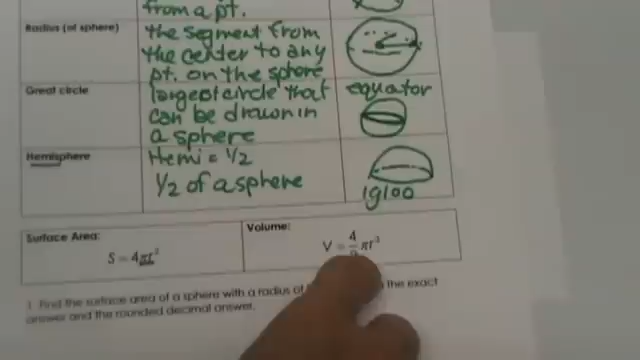 from a pt.
Radius (of sphere)
the segment from
the center to any
pt. on the sphere
Great circle
largest circle that
can be drawn in
a sphere
equator
Hemisphere
Hemi = 1/2
1/2 of a sphere
igloo
Surface Area:
S = 4πr²
Volume:
V = 4 πr³
1. Find the surface area of a sphere with a radius of the exact
answer and the rounded decimal answer.